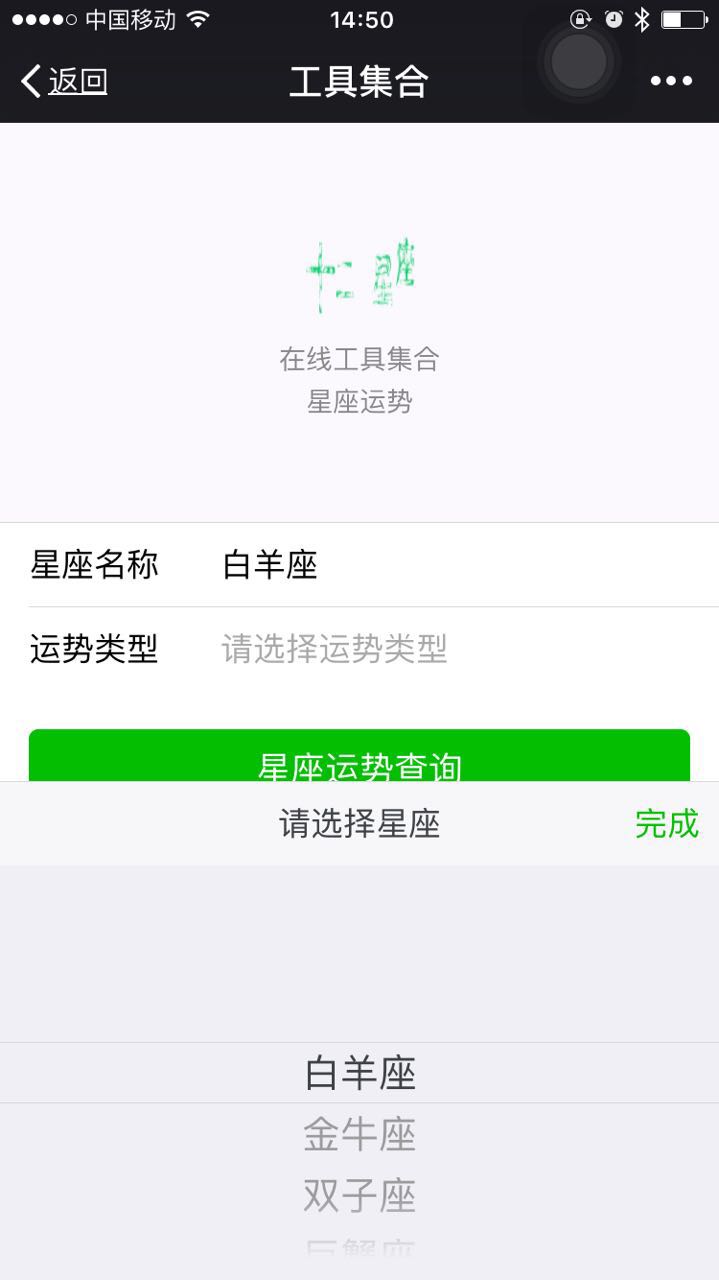 中国移动 14:50
返回 工具集合
十二星座
在线工具集合
星座运势
星座名称 白羊座
运势类型 请选择运势类型
星座运势查询
请选择星座 完成
白羊座
金牛座
双子座
巨蟹座